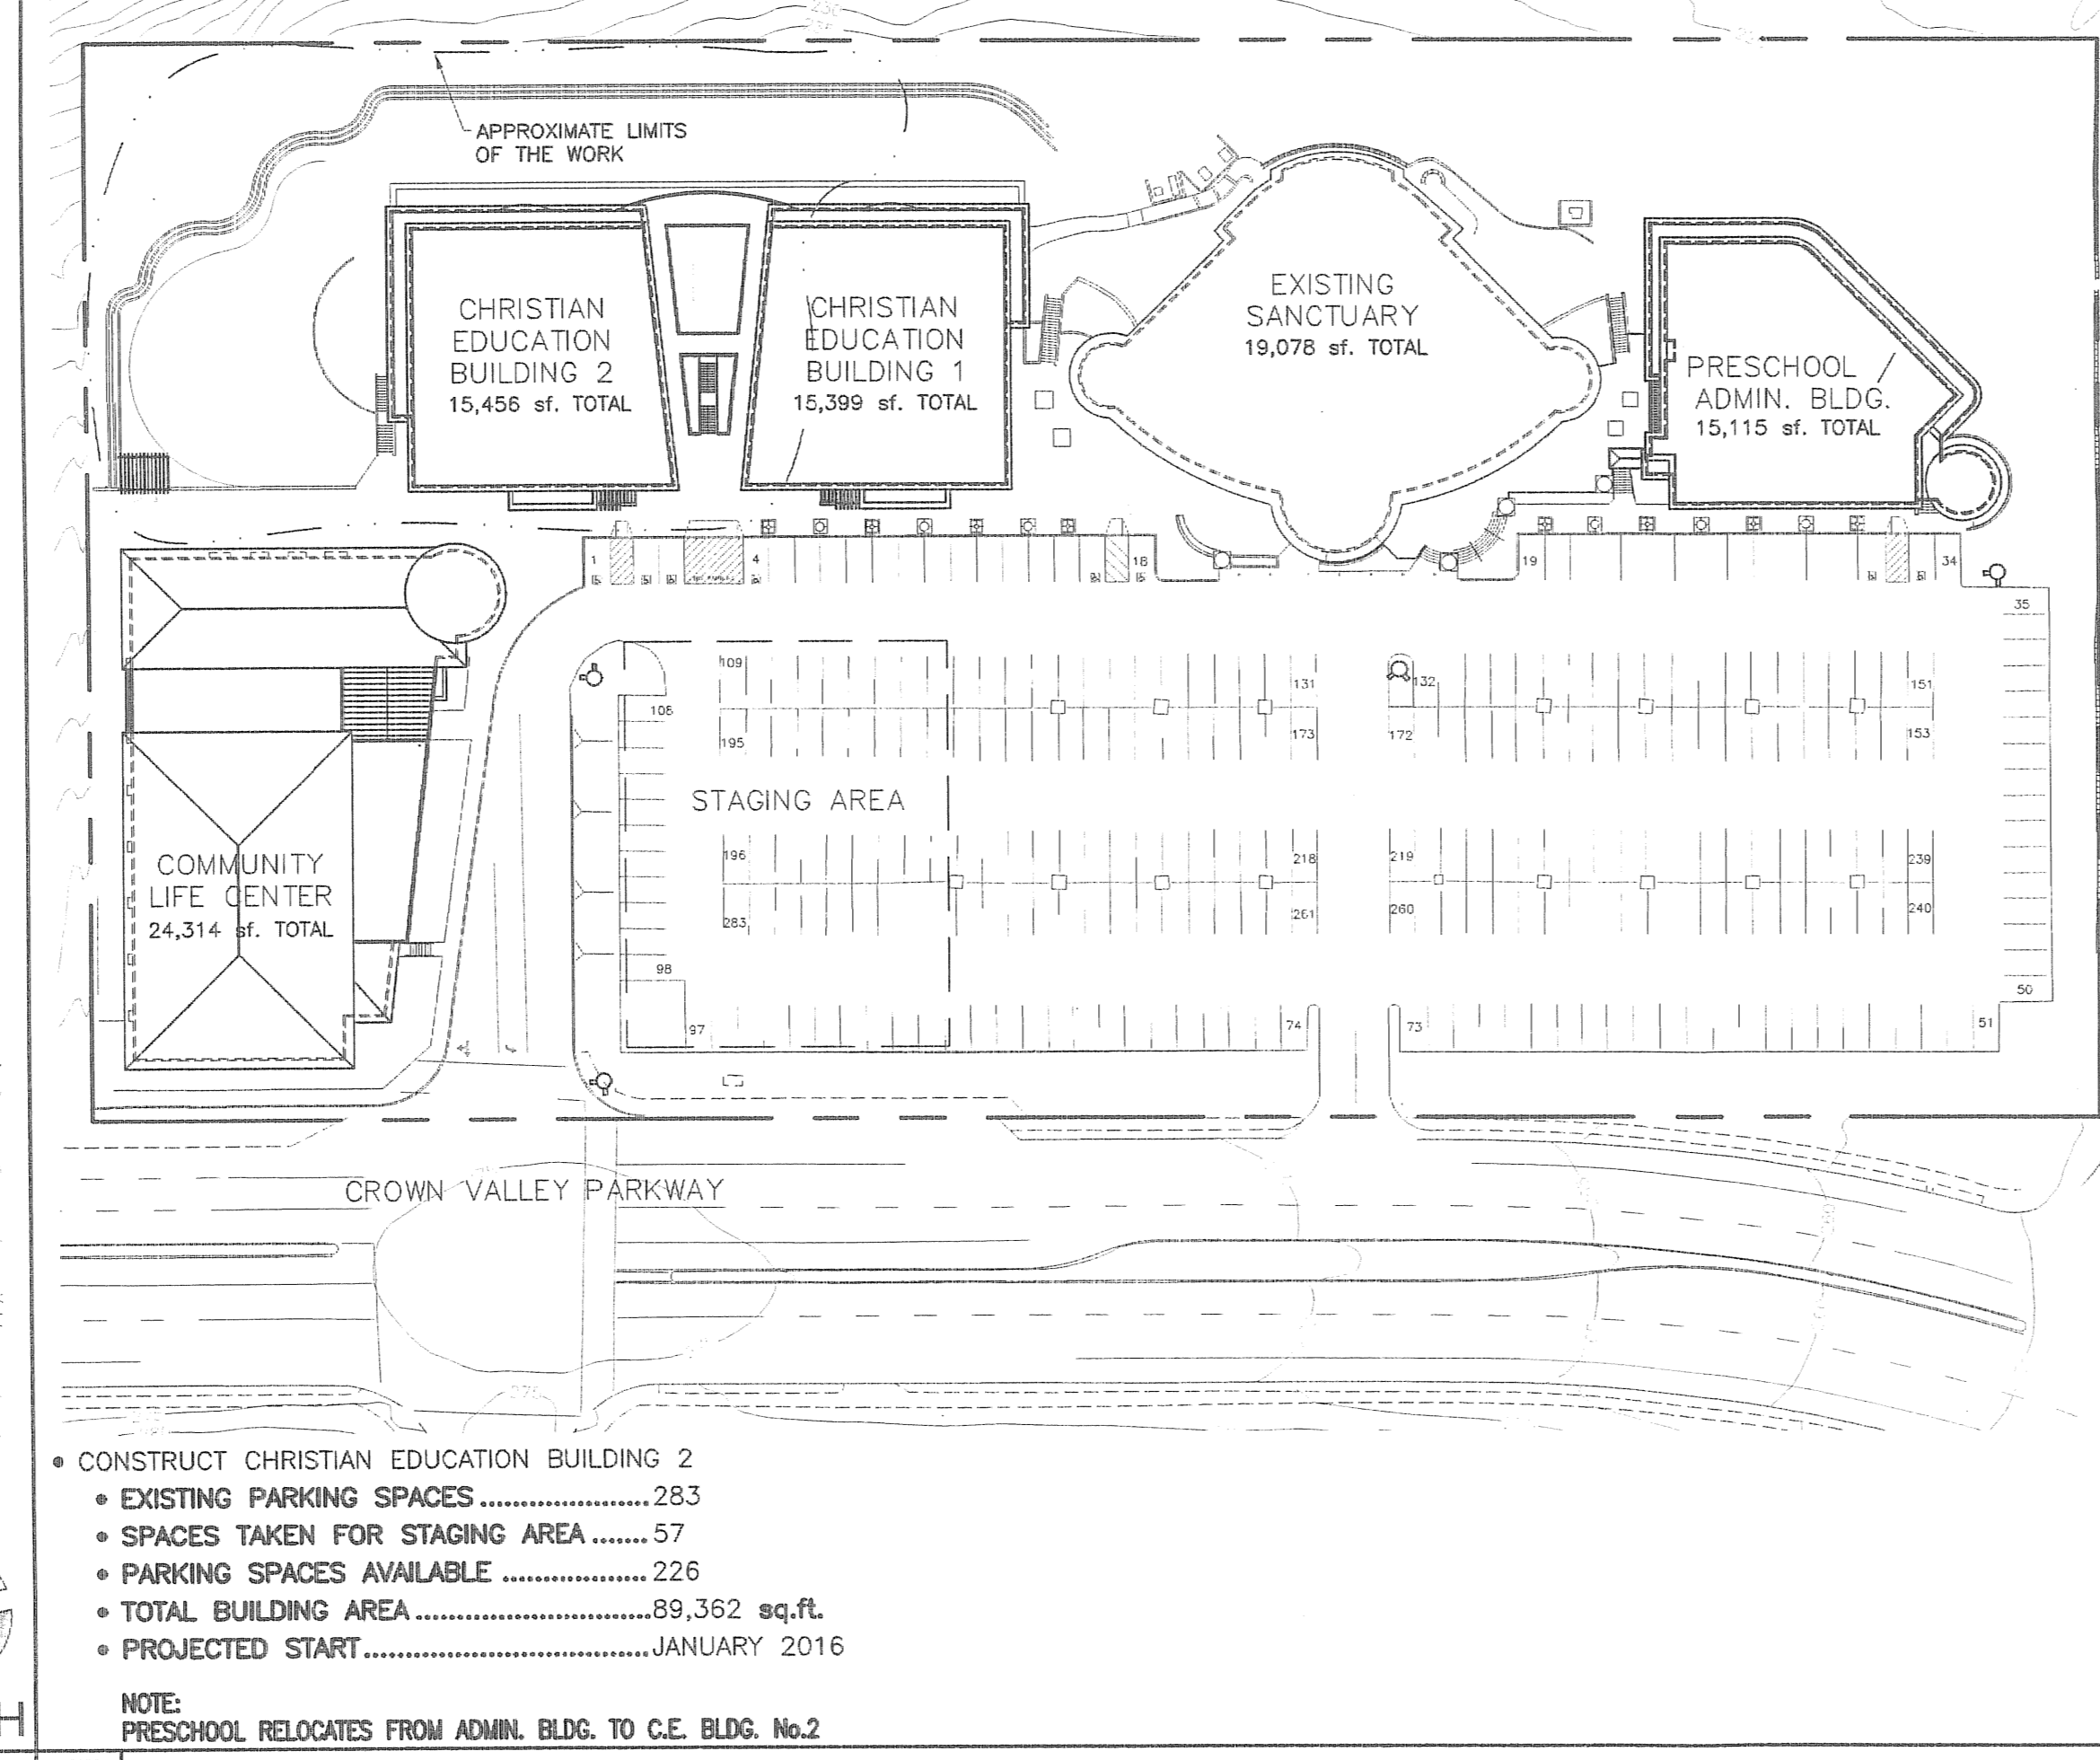 APPROXIMATE LIMITS
OF THE WORK
CHRISTIAN
EDUCATION
BUILDING 2
15,456 sf. TOTAL
CHRISTIAN
EDUCATION
BUILDING 1
15,399 sf. TOTAL
EXISTING
SANCTUARY
19,078 sf. TOTAL
PRESCHOOL
ADMIN. BLDG.
15,115 sf. TOTAL
1
4
18
19
34
35
109
131
132
151
108
195
173
172
153
STAGING AREA
196
218
219
239
283
261
260
240
COMMUNITY
LIFE CENTER
24,314 sf. TOTAL
98
50
97
74
73
51
CROWN VALLEY PARKWAY
• CONSTRUCT CHRISTIAN EDUCATION BUILDING 2
• EXISTING PARKING SPACES.....................283
• SPACES TAKEN FOR STAGING AREA.......57
• PARKING SPACES AVAILABLE..................226
• TOTAL BUILDING AREA.............................89,362 sq.ft.
• PROJECTED START...................................JANUARY 2016
NOTE:
PRESCHOOL RELOCATES FROM ADMIN. BLDG. TO C.E. BLDG. No.2
H